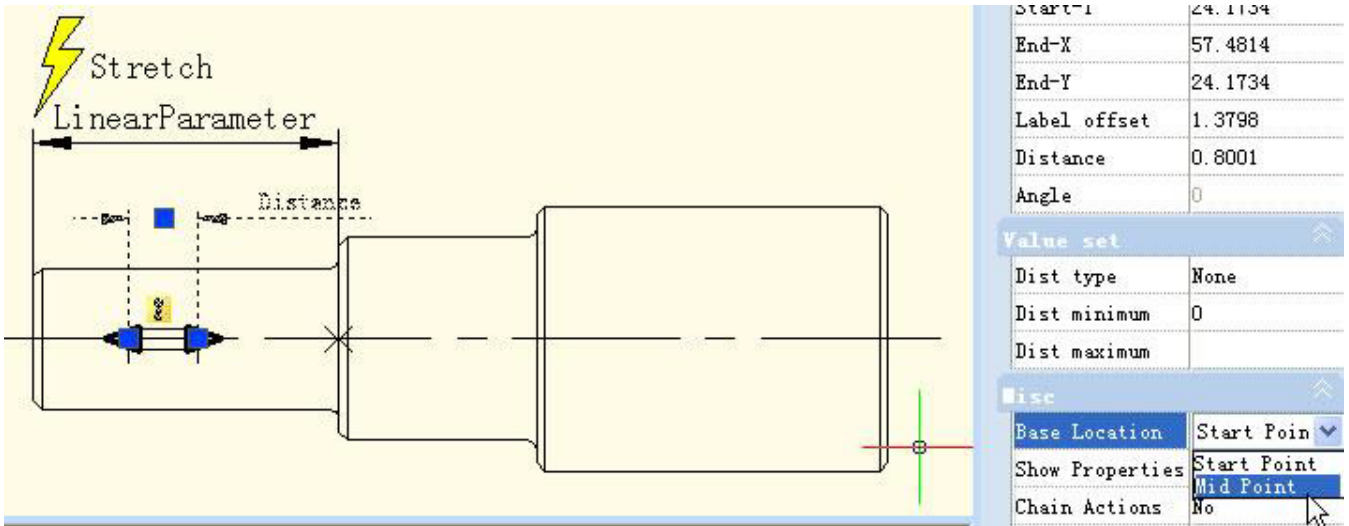 Stretch
LinearParameter
Distance
24.1734
End-X 57.4814
End-Y 24.1734
Label offset 1.3798
Distance 0.8001
Angle 0
Value set
Dist type None
Dist minimum 0
Dist maximum
Misc
Base Location Start Poin
Show Properties Start Point
Mid Point
Chain Actions No